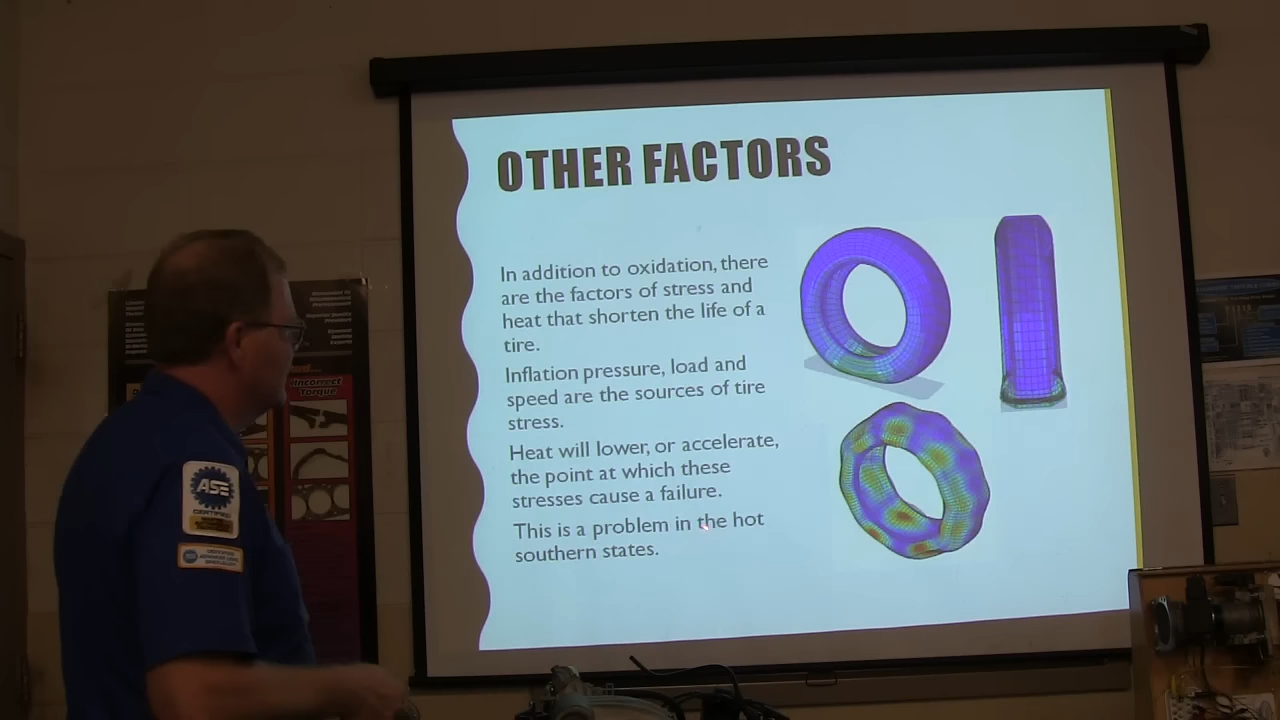 OTHER FACTORS
In addition to oxidation, there
are the factors of stress and
heat that shorten the life of a
tire.
Inflation pressure, load and
speed are the sources of tire
stress.
Heat will lower, or accelerate,
the point at which these
stresses cause a failure.
This is a problem in the hot
southern states.
Incorrect
Torque
ASE
CERTIFIED